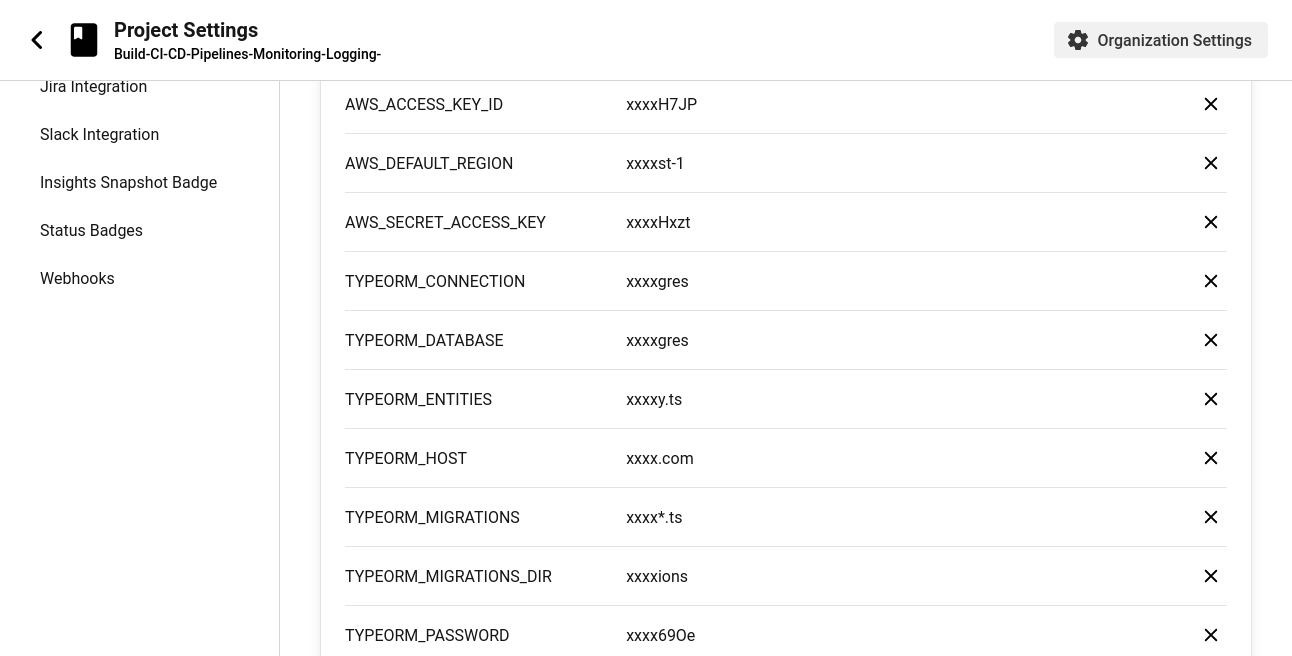 Project Settings
Build-CI-CD-Pipelines-Monitoring-Logging-
Organization Settings
Jira Integration
Slack Integration
Insights Snapshot Badge
Status Badges
Webhooks
AWS_ACCESS_KEY_ID xxxxH7JP
AWS_DEFAULT_REGION xxxxst-1
AWS_SECRET_ACCESS_KEY xxxxHxzt
TYPEORM_CONNECTION xxxxgres
TYPEORM_DATABASE xxxxgres
TYPEORM_ENTITIES xxxxy.ts
TYPEORM_HOST xxxx.com
TYPEORM_MIGRATIONS xxxx*.ts
TYPEORM_MIGRATIONS_DIR xxxxions
TYPEORM_PASSWORD xxxx69Oe